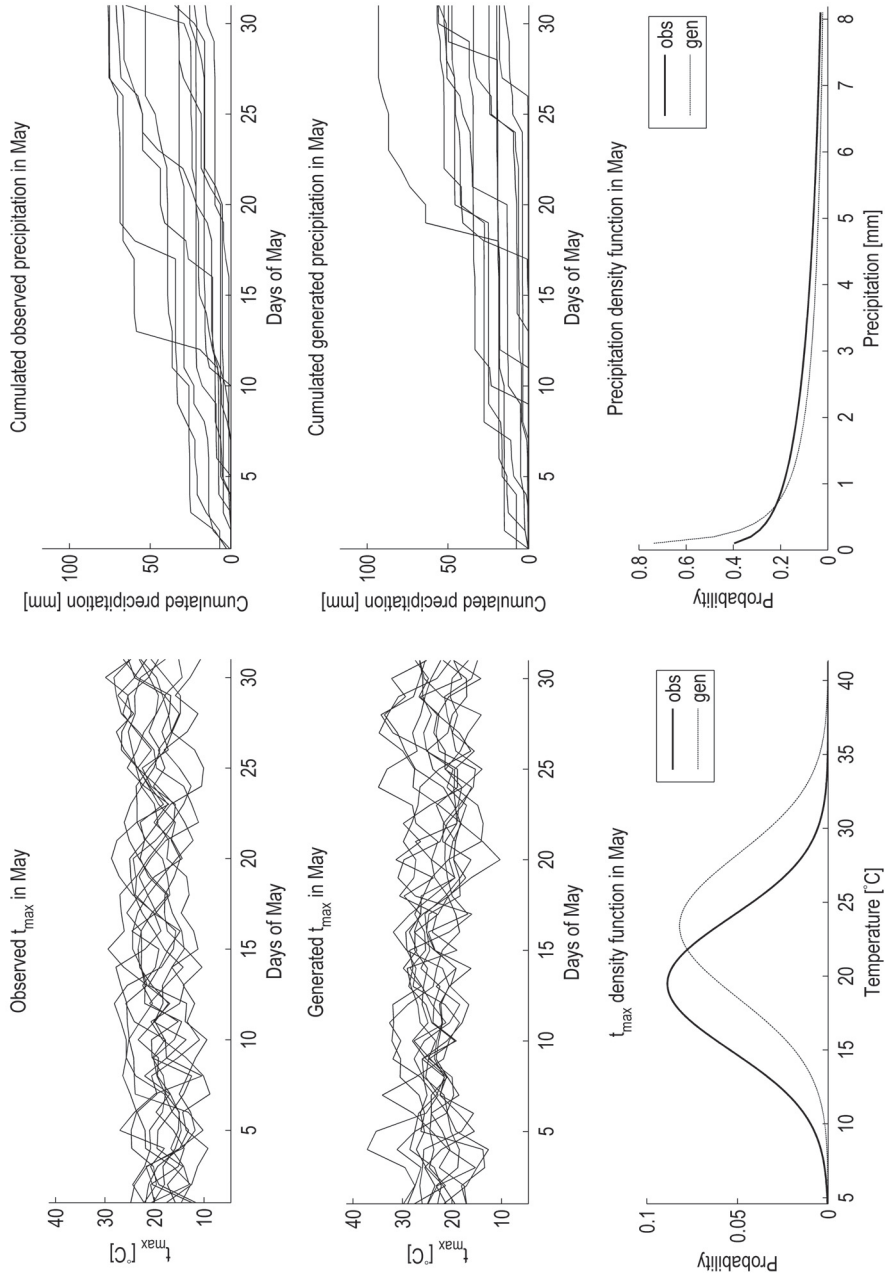 Observed t_max in May
t_max [°C]
40
30
20
10
5
10
15
20
25
30
Days of May
Cumulated observed precipitation in May
Cumulated precipitation [mm]
100
50
0
5
10
15
20
25
30
Days of May
Generated t_max in May
t_max [°C]
40
30
20
10
5
10
15
20
25
30
Days of May
Cumulated generated precipitation in May
Cumulated precipitation [mm]
100
50
0
5
10
15
20
25
30
Days of May
t_max density function in May
Probability
0.1
0.05
0
5
10
15
20
25
30
35
40
Temperature [°C]
obs
gen
Precipitation density function in May
Probability
0.8
0.6
0.4
0.2
0
0
1
2
3
4
5
6
7
8
Precipitation [mm]
obs
gen